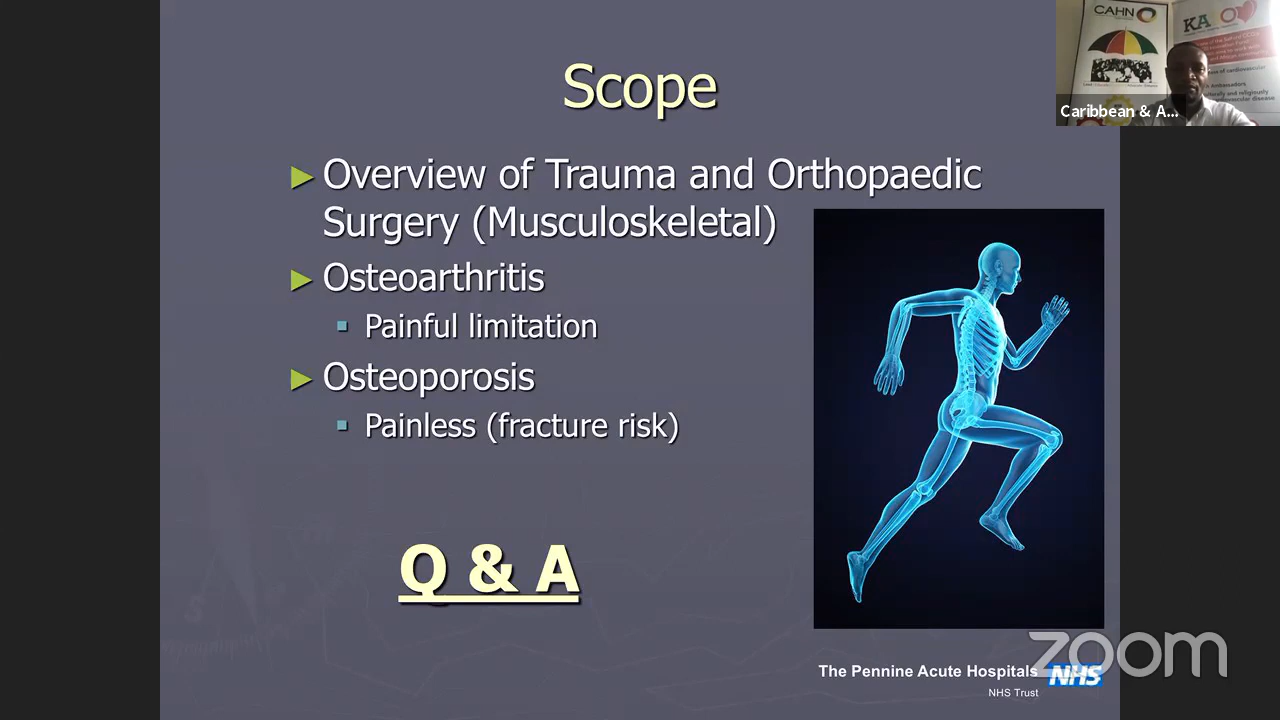 Scope
► Overview of Trauma and Orthopaedic
Surgery (Musculoskeletal)
► Osteoarthritis
▪ Painful limitation
► Osteoporosis
▪ Painless (fracture risk)
Q & A
The Pennine Acute Hospitals
NHS
NHS Trust
zoom
CAHN
Caribbean & A...